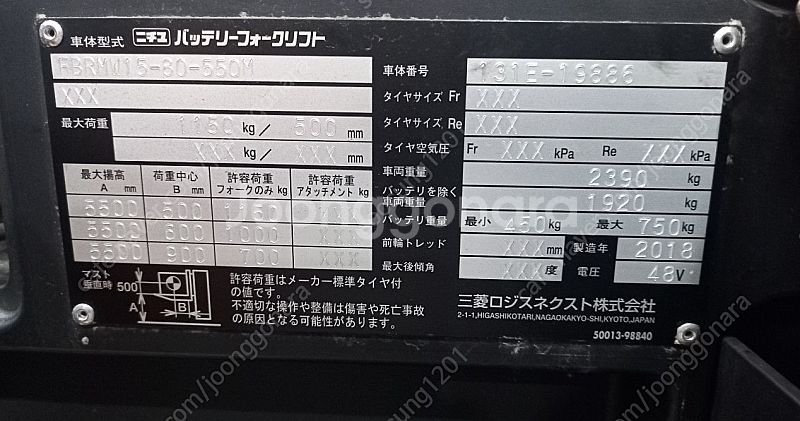 車体型式 ニチユ バッテリーフォークリフト
FBRMW15-80-550M
XXX
最大荷重 1150 kg / 500 mm
XXX kg / XXX mm
最大揚高 A mm 荷重中心 B mm 許容荷重 フォークのみ kg 許容荷重 アタッチメント kg
5500 500 1150 XXX
5500 600 1000 XXX
5500 900 700 XXX
マスト垂直時 500 A B
許容荷重はメーカー標準タイヤ付
の値です。
不適切な操作や整備は傷害や死亡事故
の原因となる可能性があります。
車体番号 131E-19886
タイヤサイズ Fr XXX
タイヤサイズ Re XXX
タイヤ空気圧 Fr XXX kPa Re XXX kPa
車両重量 2390 kg
バッテリを除く
車両重量 1920 kg
バッテリ重量 最小 450 kg 最大 750 kg
前輪トレッド XXX mm 製造年 2018
最大後傾角 XXX 度 電圧 48 V
三菱ロジスネクスト株式会社
2-1-1,HIGASHIKOTARI,NAGAOKAKYO-SHI,KYOTO,JAPAN
50013-98840
joonggonara